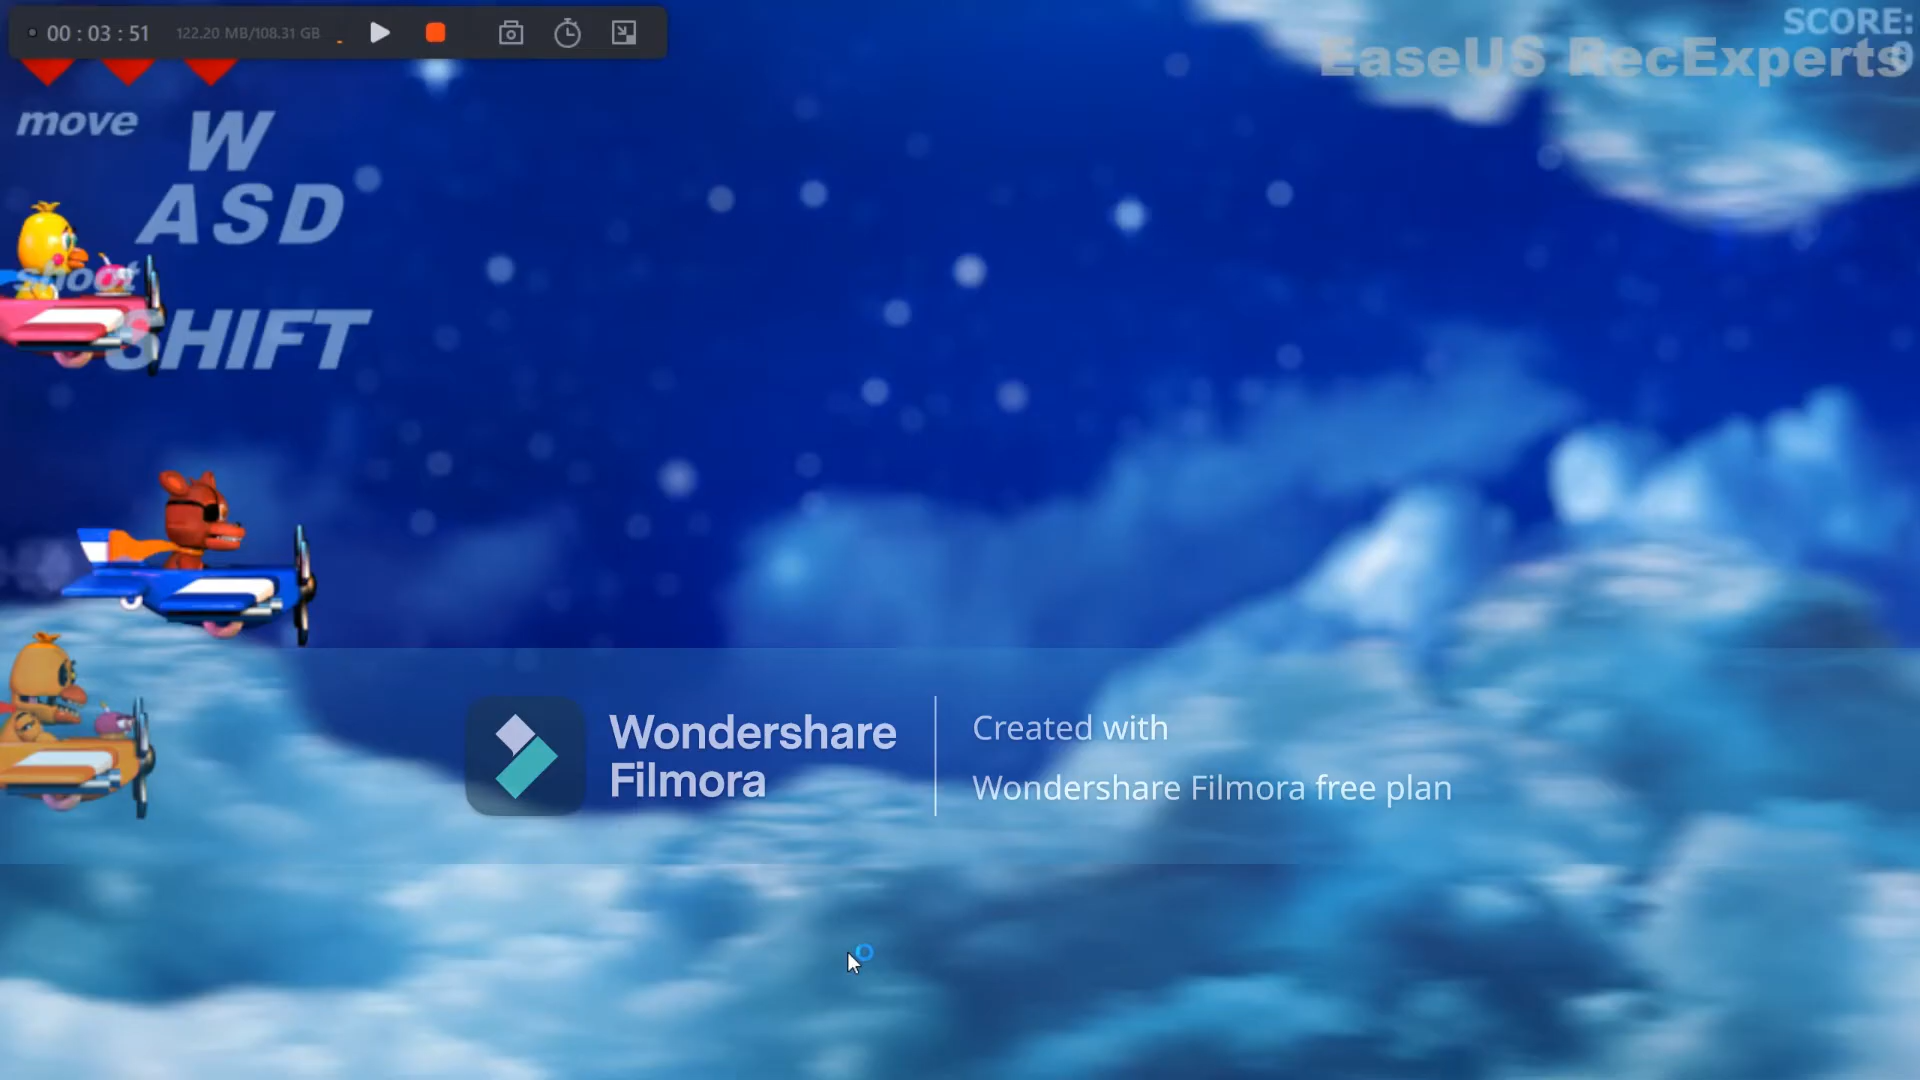 00 : 03 : 51 122.20 MB/108.31 GB
SCORE:
0
EaseUS RecExperts
move
W
ASD
shoot
SHIFT
Wondershare
Filmora
Created with
Wondershare Filmora free plan